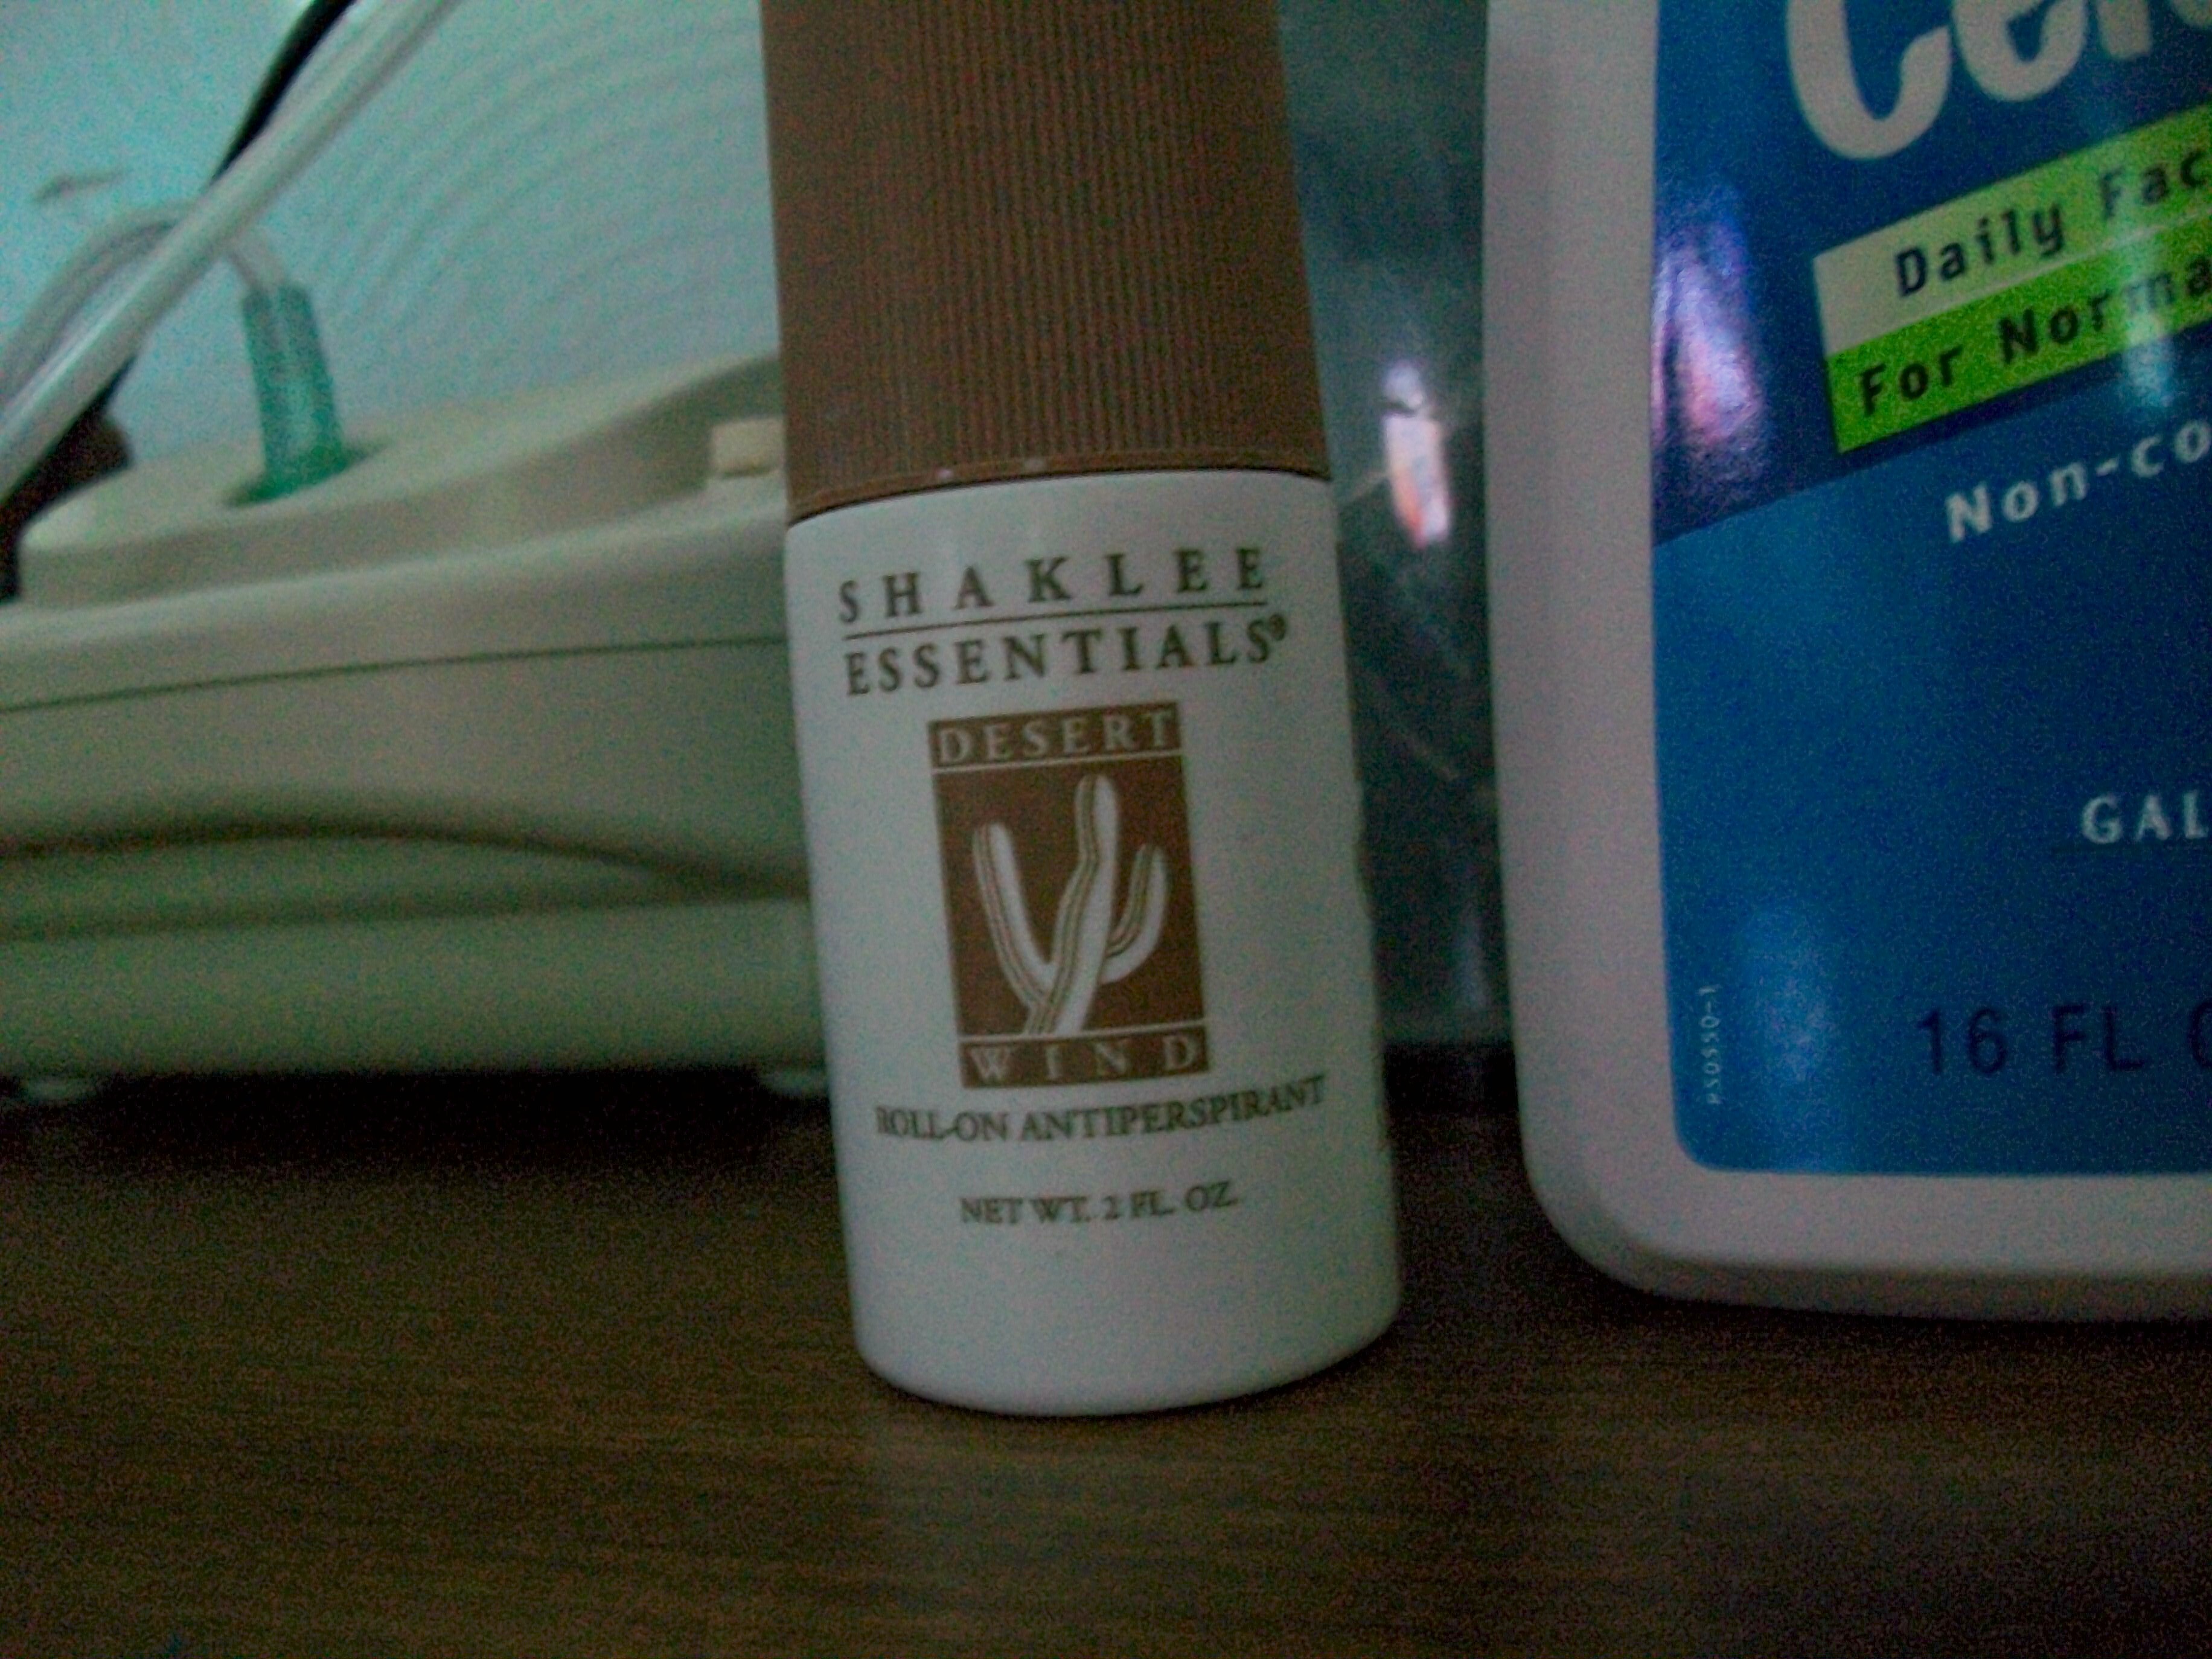 SHAKLEE
ESSENTIALS®
DESERT
WIND
ROLL-ON ANTIPERSPIRANT
NET WT. 2 FL. OZ.
Daily Fac
For Norma
Non-co
GAL
16 FL